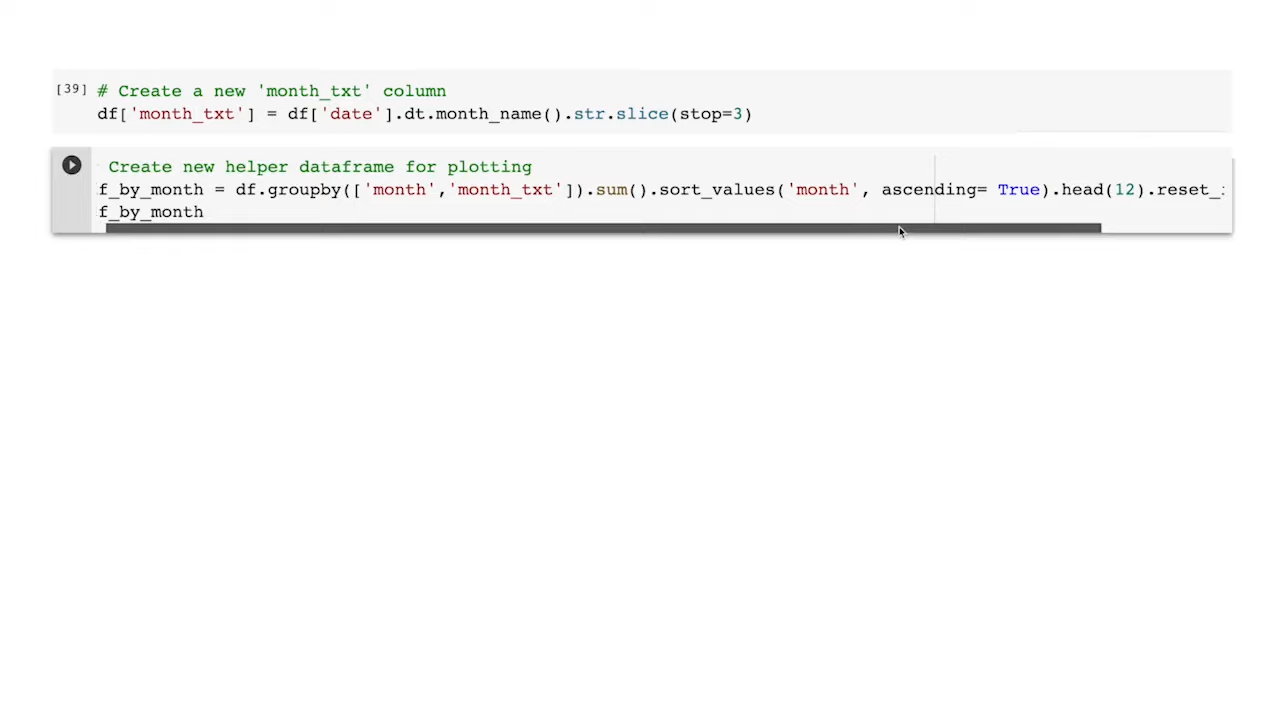 [39] # Create a new 'month_txt' column
df['month_txt'] = df['date'].dt.month_name().str.slice(stop=3)
Create new helper dataframe for plotting
f_by_month = df.groupby(['month','month_txt']).sum().sort_values('month', ascending= True).head(12).reset_
f_by_month